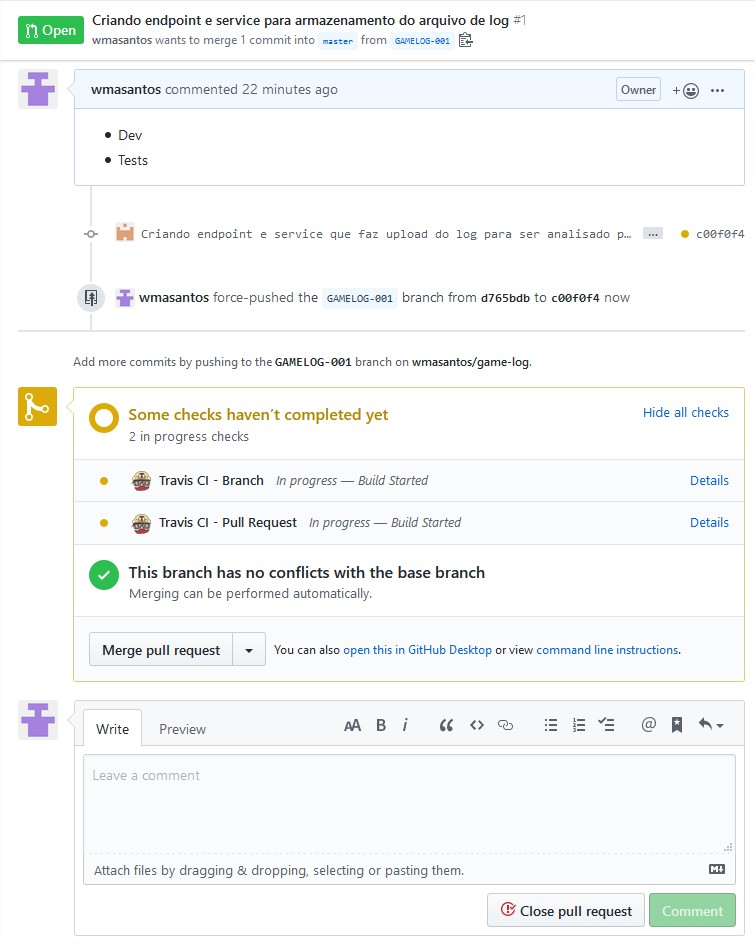 Open
Criando endpoint e service para armazenamento do arquivo de log #1
wmasantos wants to merge 1 commit into master from GAMELOG-001
wmasantos commented 22 minutes ago
Owner
+
...
• Dev
• Tests
Criando endpoint e service que faz upload do log para ser analisado p… ... c00f0f4
wmasantos force-pushed the GAMELOG-001 branch from d765bdb to c00f0f4 now
Add more commits by pushing to the GAMELOG-001 branch on wmasantos/game-log.
Some checks haven't completed yet
Hide all checks
2 in progress checks
Travis CI - Branch In progress — Build Started Details
Travis CI - Pull Request In progress — Build Started Details
This branch has no conflicts with the base branch
Merging can be performed automatically.
Merge pull request
You can also open this in GitHub Desktop or view command line instructions.
Write Preview
AA B i “ <> @
Leave a comment
Attach files by dragging & dropping, selecting or pasting them.
M
Close pull request Comment